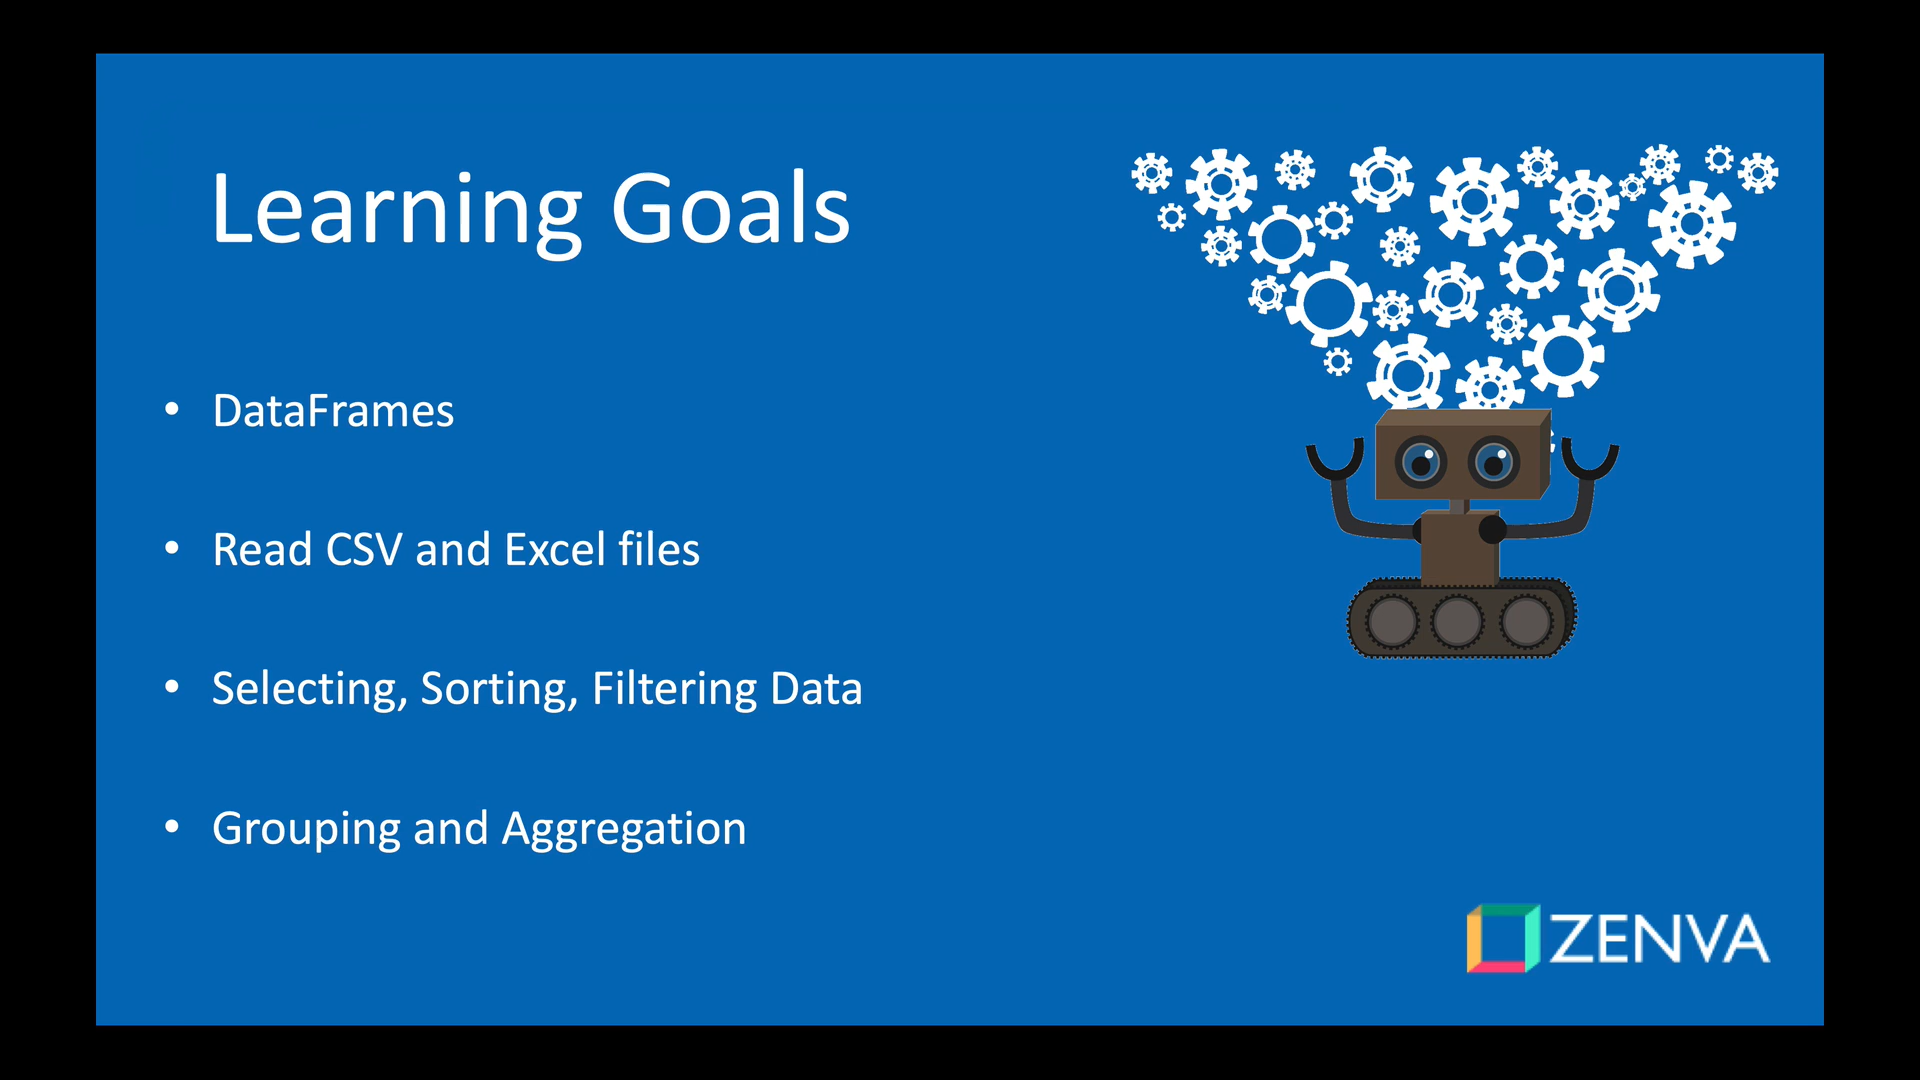 Learning Goals
• DataFrames
• Read CSV and Excel files
• Selecting, Sorting, Filtering Data
• Grouping and Aggregation
ZENVA